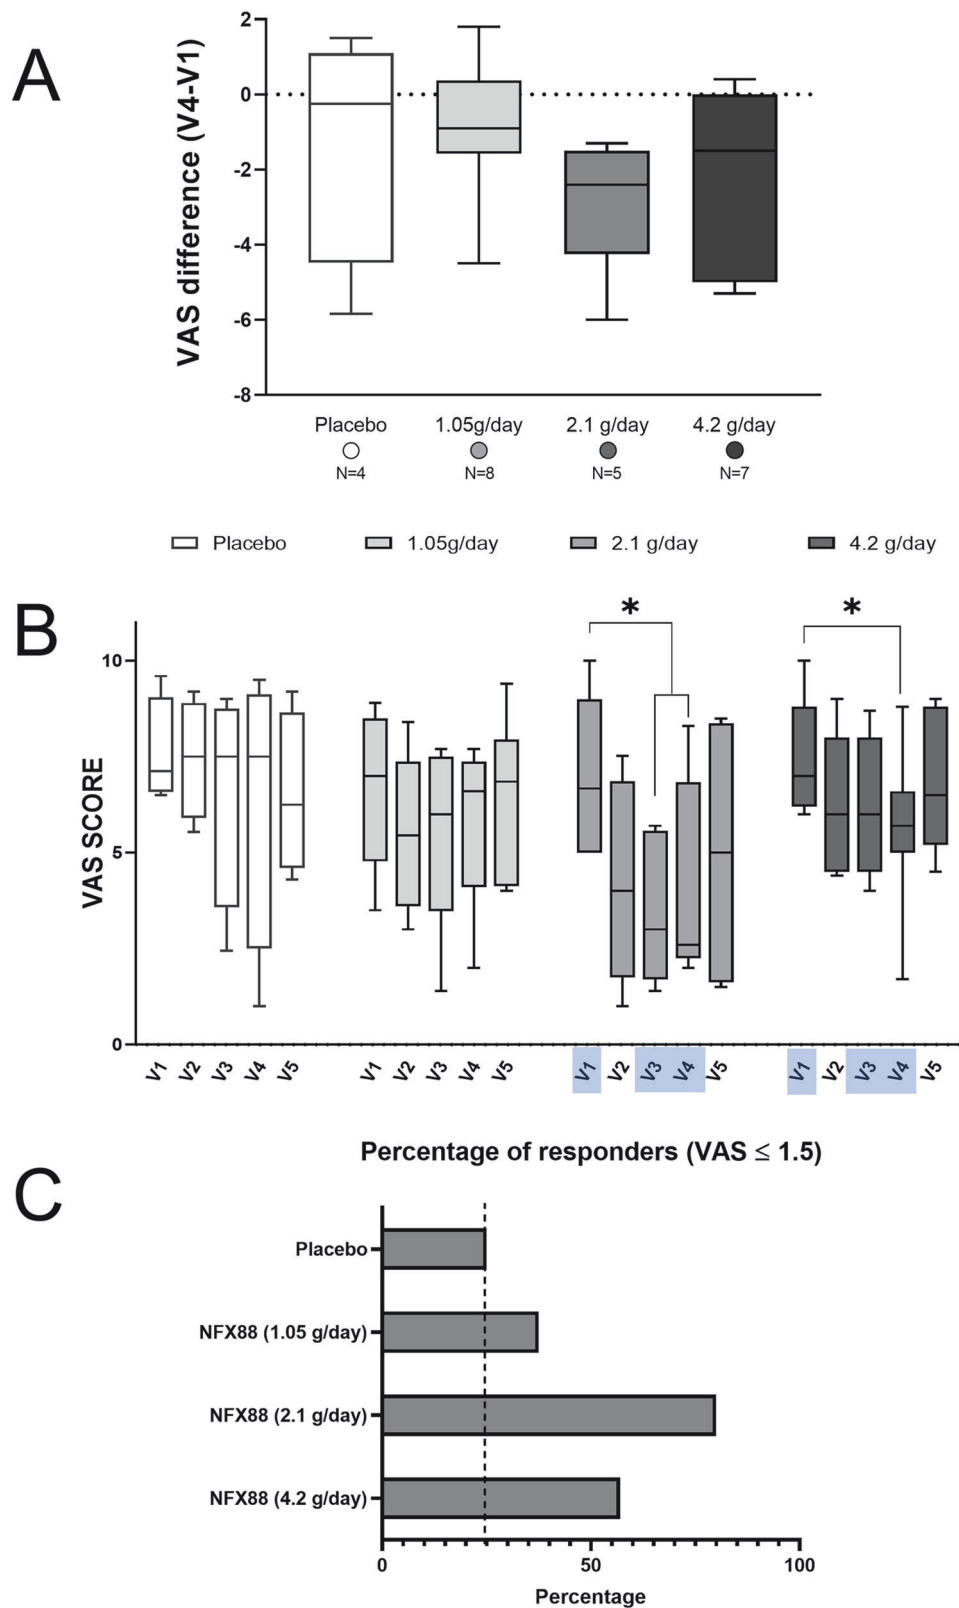 A
VAS difference (V4-V1)
2
0
-2
-4
-6
-8
Placebo 1.05g/day 2.1 g/day 4.2 g/day
N=4 N=8 N=5 N=7
Placebo 1.05g/day 2.1 g/day 4.2 g/day
B
* *
VAS SCORE
10
5
0
V1 V2 V3 V4 V5 V1 V2 V3 V4 V5 V1 V2 V3 V4 V5 V1 V2 V3 V4 V5
Percentage of responders (VAS ≤ 1.5)
C
Placebo
NFX88 (1.05 g/day)
NFX88 (2.1 g/day)
NFX88 (4.2 g/day)
0 50 100
Percentage